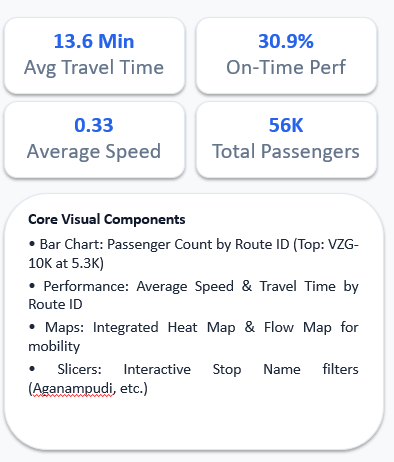 13.6 Min
Avg Travel Time
30.9%
On-Time Perf
0.33
Average Speed
56K
Total Passengers
Core Visual Components
• Bar Chart: Passenger Count by Route ID (Top: VZG-
10K at 5.3K)
• Performance: Average Speed & Travel Time by
Route ID
• Maps: Integrated Heat Map & Flow Map for
mobility
• Slicers: Interactive Stop Name filters
(Aganampudi, etc.)